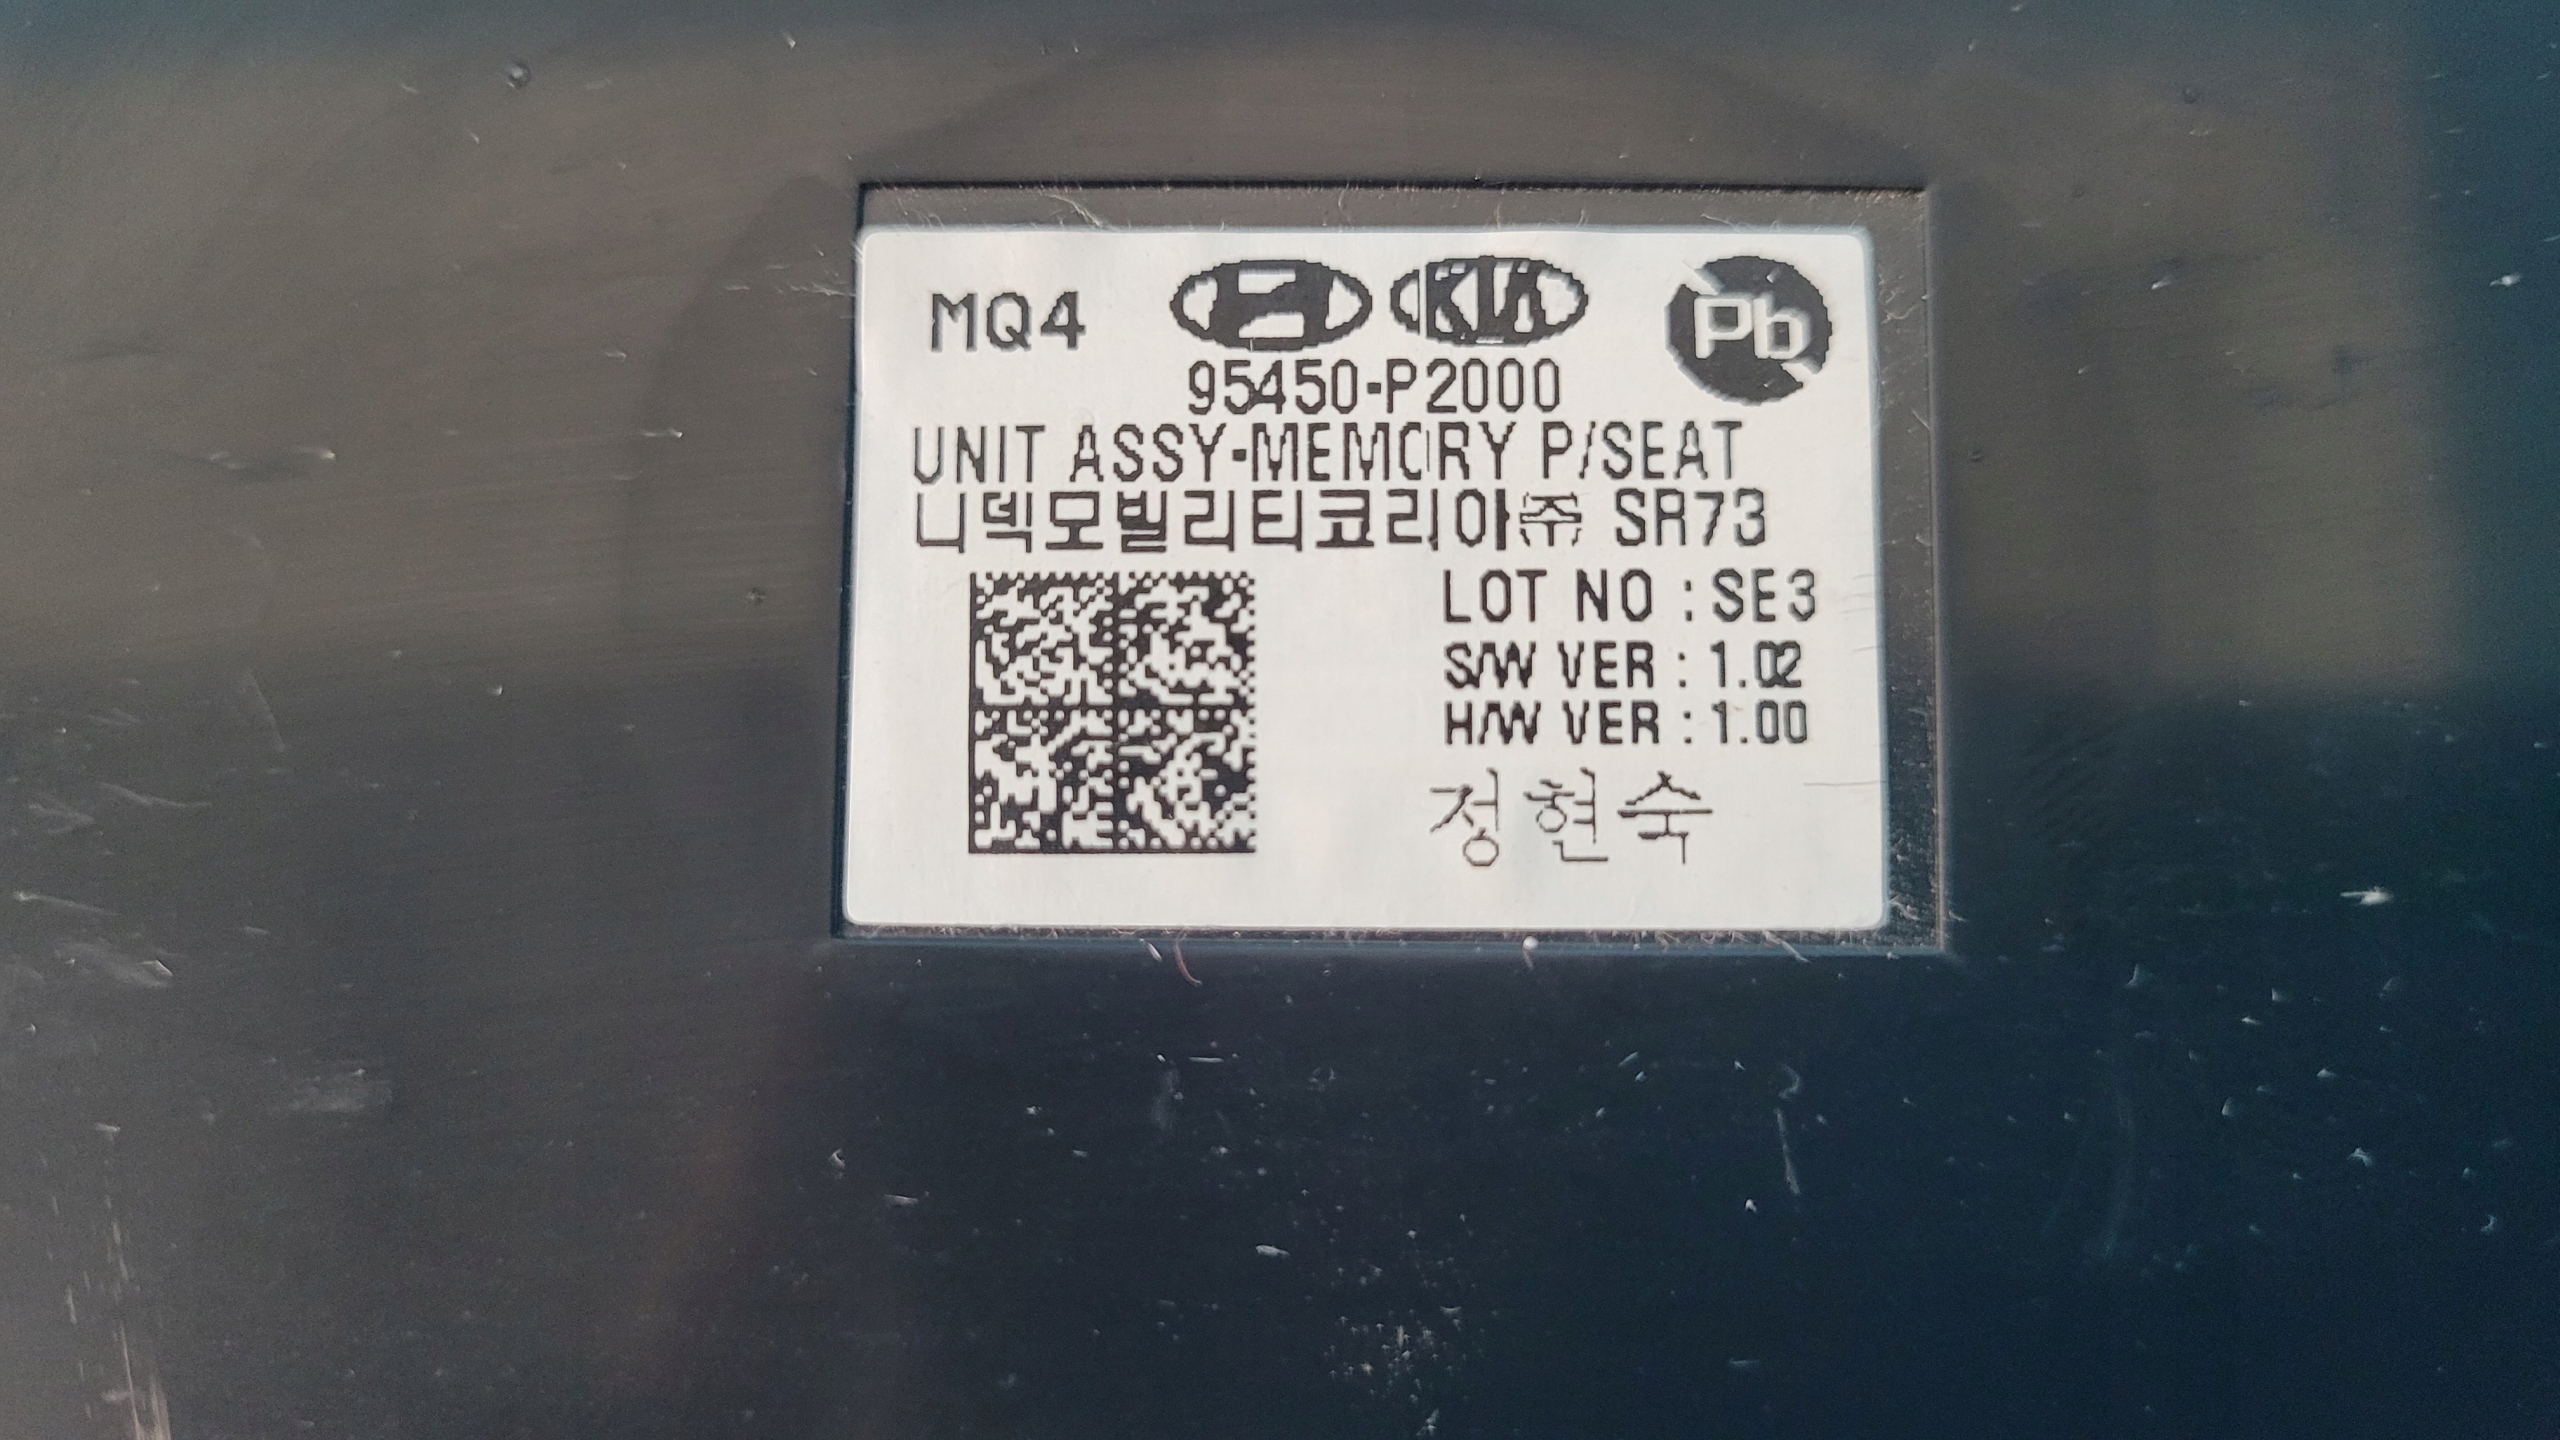 MQ4 KIA Pb
95450-P2000
UNIT ASSY-MEMORY P/SEAT
니덱모빌리티코리아㈜ SR73
LOT NO : SE3
S/W VER : 1.02
H/W VER : 1.00
정현숙